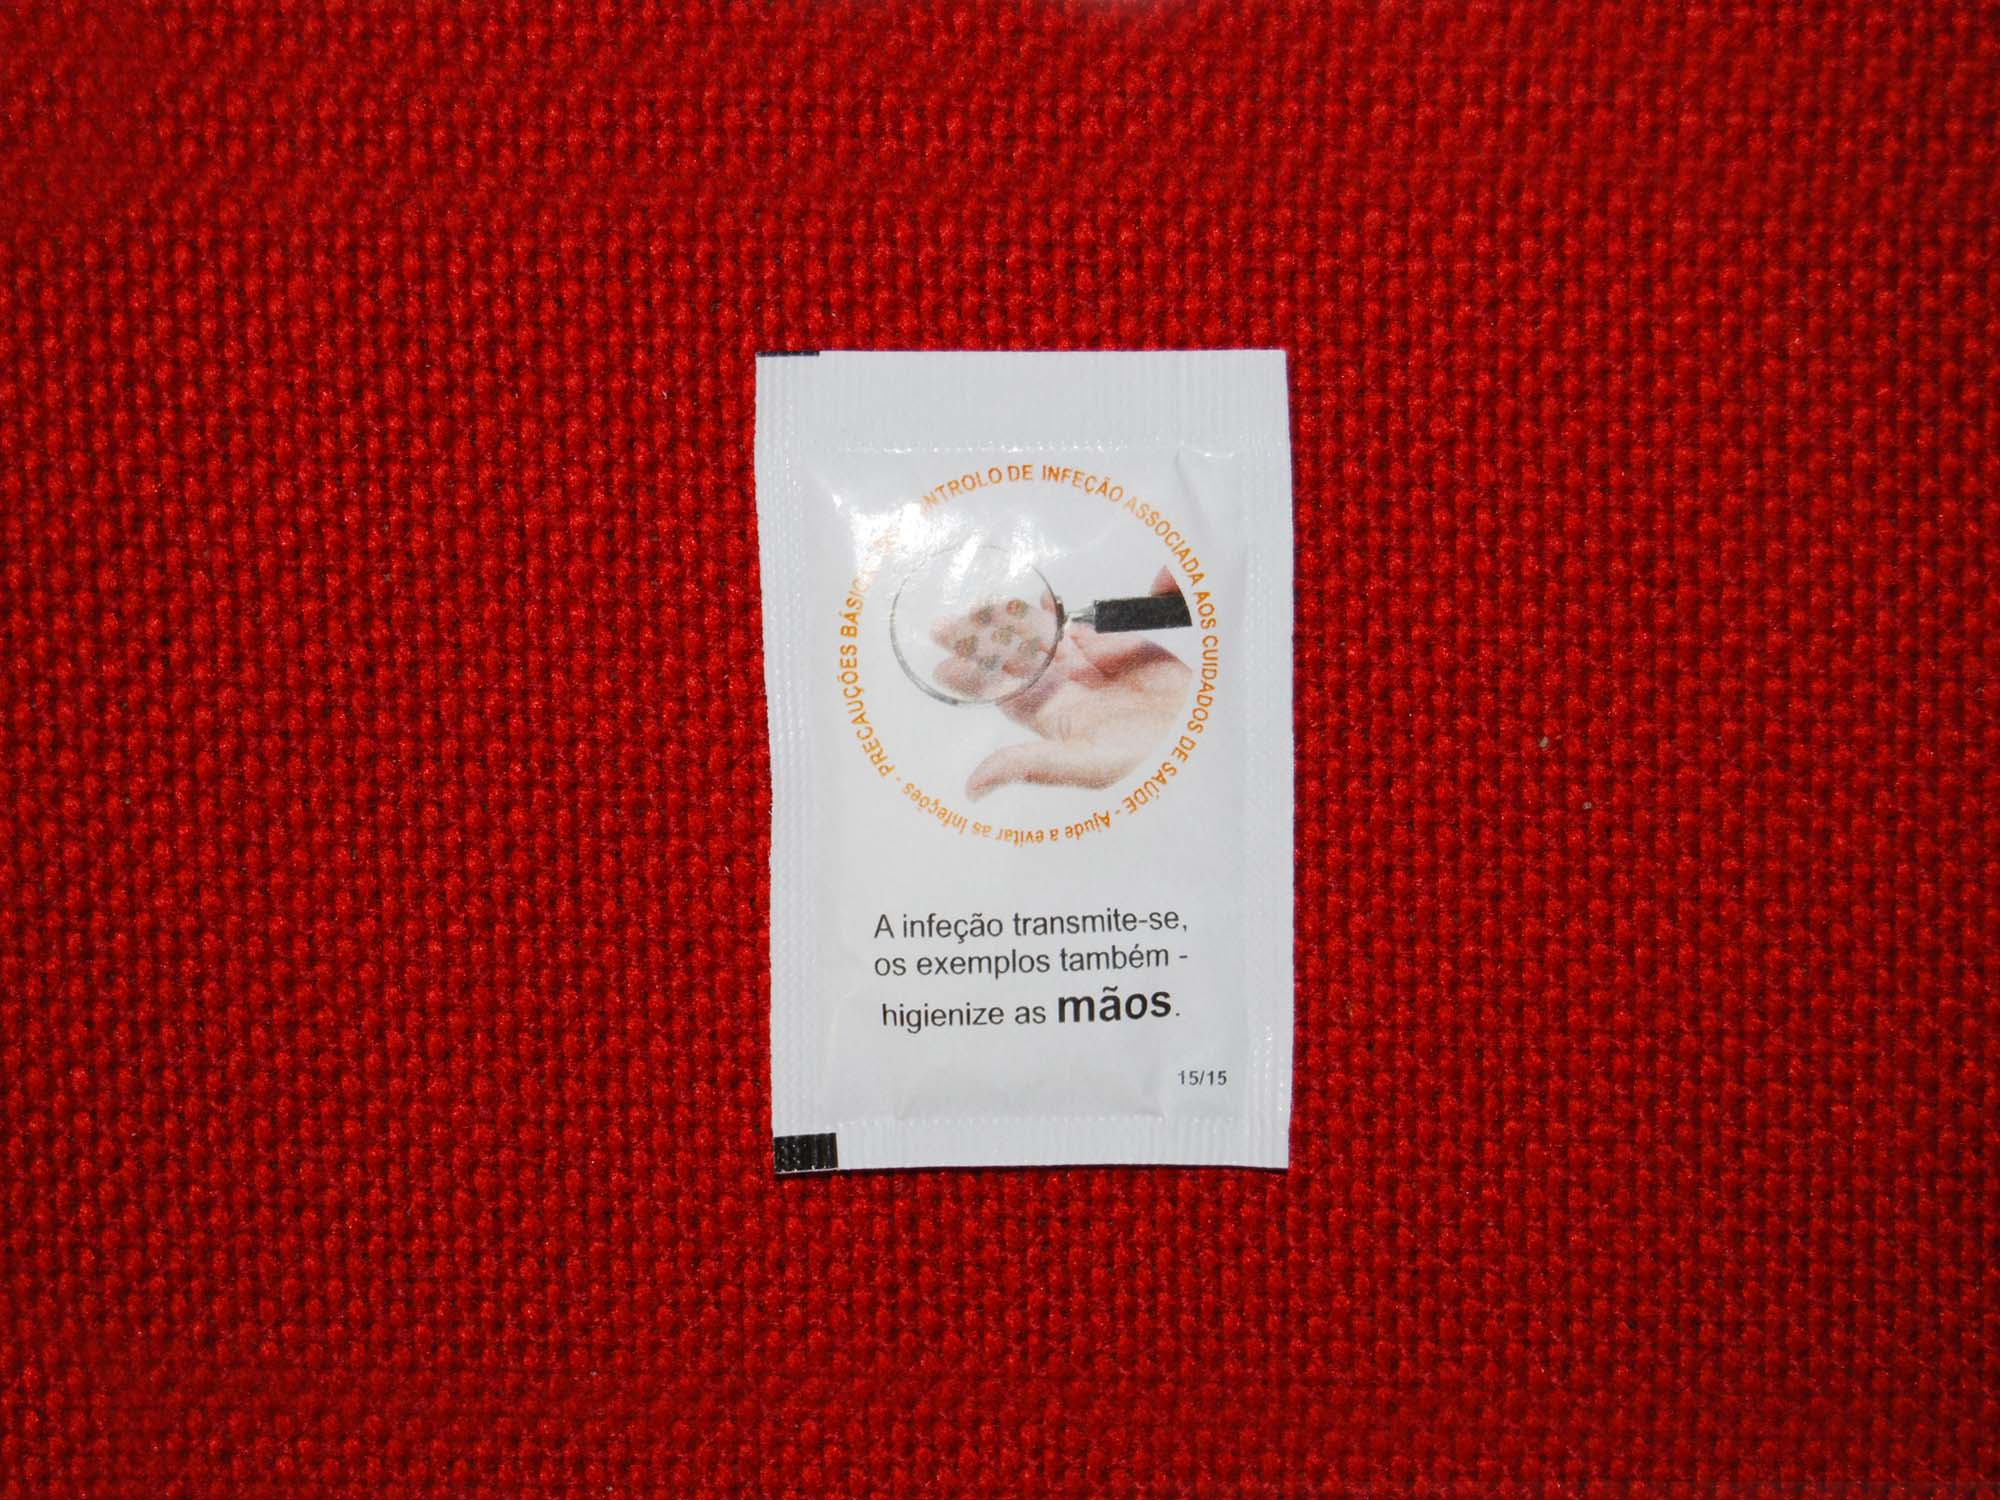 PRECAUÇÕES BÁSICAS CONTROLO DE INFEÇÃO ASSOCIADA AOS CUIDADOS DE SAÚDE - Ajude a evitar as Infeções -
A infeção transmite-se,
os exemplos também -
higienize as mãos.
15/15